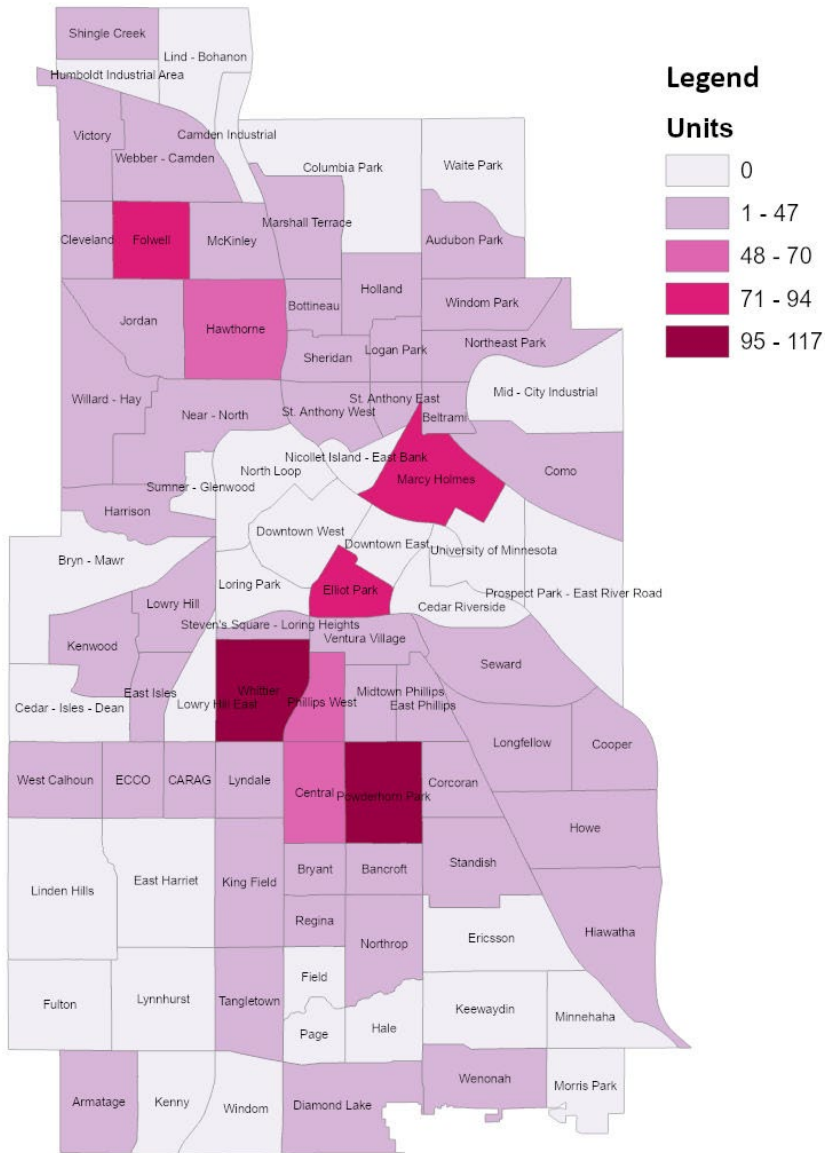 Shingle Creek
Lind - Bohanon
Humboldt Industrial Area
Legend
Units
0
1 - 47
48 - 70
71 - 94
95 - 117
Victory
Camden Industrial
Webber - Camden
Columbia Park
Waite Park
Marshall Terrace
Cleveland
Folwell
McKinley
Audubon Park
Holland
Bottineau
Windom Park
Jordan
Hawthorne
Northeast Park
Logan Park
Sheridan
Mid - City Industrial
Willard - Hay
St. Anthony East
Near - North
St. Anthony West
Beltrami
Nicollet Island - East Bank
North Loop
Como
Marcy Holmes
Sumner - Glenwood
Harrison
Downtown West
Downtown East
University of Minnesota
Bryn - Mawr
Loring Park
Elliot Park
Prospect Park - East River Road
Lowry Hill
Cedar Riverside
Steven's Square - Loring Heights
Ventura Village
Kenwood
Seward
East Isles
Whittier
Midtown Phillips
Cedar - Isles - Dean
Lowry Hill East
Phillips West
East Phillips
Longfellow
Cooper
West Calhoun
ECCO
CARAG
Lyndale
Central
Powderhorn Park
Corcoran
Howe
Standish
Linden Hills
East Harriet
King Field
Bryant
Bancroft
Regina
Hiawatha
Northrop
Ericsson
Field
Fulton
Lynnhurst
Tangletown
Keewaydin
Minnehaha
Page
Hale
Wenonah
Morris Park
Armatage
Kenny
Windom
Diamond Lake